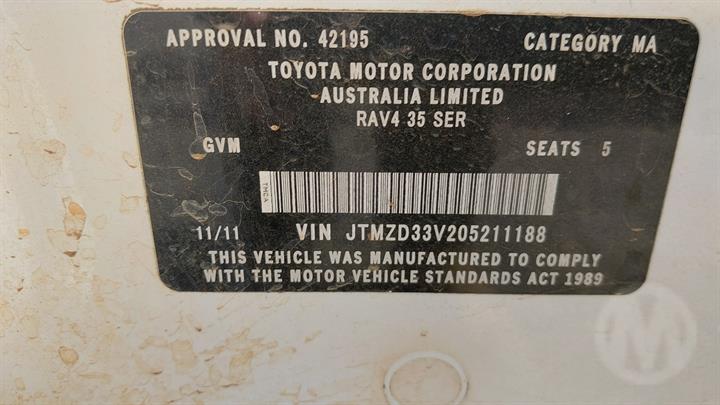 APPROVAL NO. 42195 CATEGORY MA
TOYOTA MOTOR CORPORATION
AUSTRALIA LIMITED
RAV4 35 SER
GVM SEATS 5
TMCA
11/11 VIN JTMZD33V205211188
THIS VEHICLE WAS MANUFACTURED TO COMPLY
WITH THE MOTOR VEHICLE STANDARDS ACT 1989
M